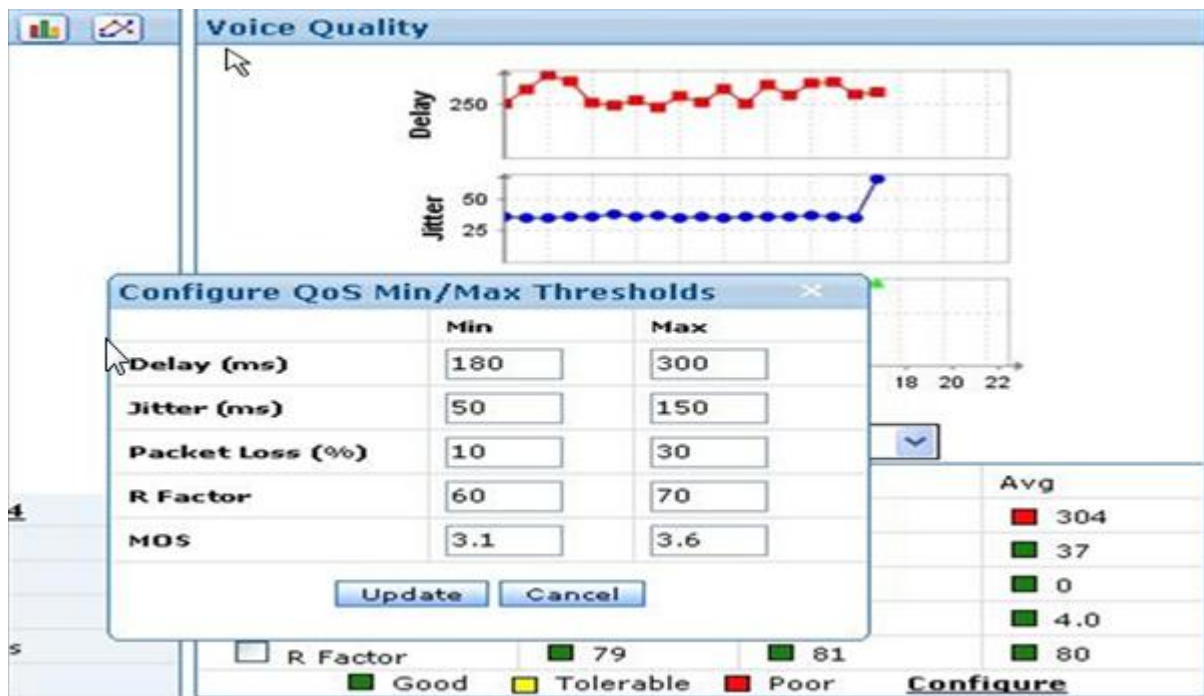 Voice Quality
Delay
250
Jitter
50
25
18 20 22
Configure QoS Min/Max Thresholds
Min Max
Delay (ms) 180 300
Jitter (ms) 50 150
Packet Loss (%) 10 30
R Factor 60 70
MOS 3.1 3.6
Update Cancel
Avg
4
304
37
0
4.0
s
R Factor 79 81 80
Good Tolerable Poor Configure